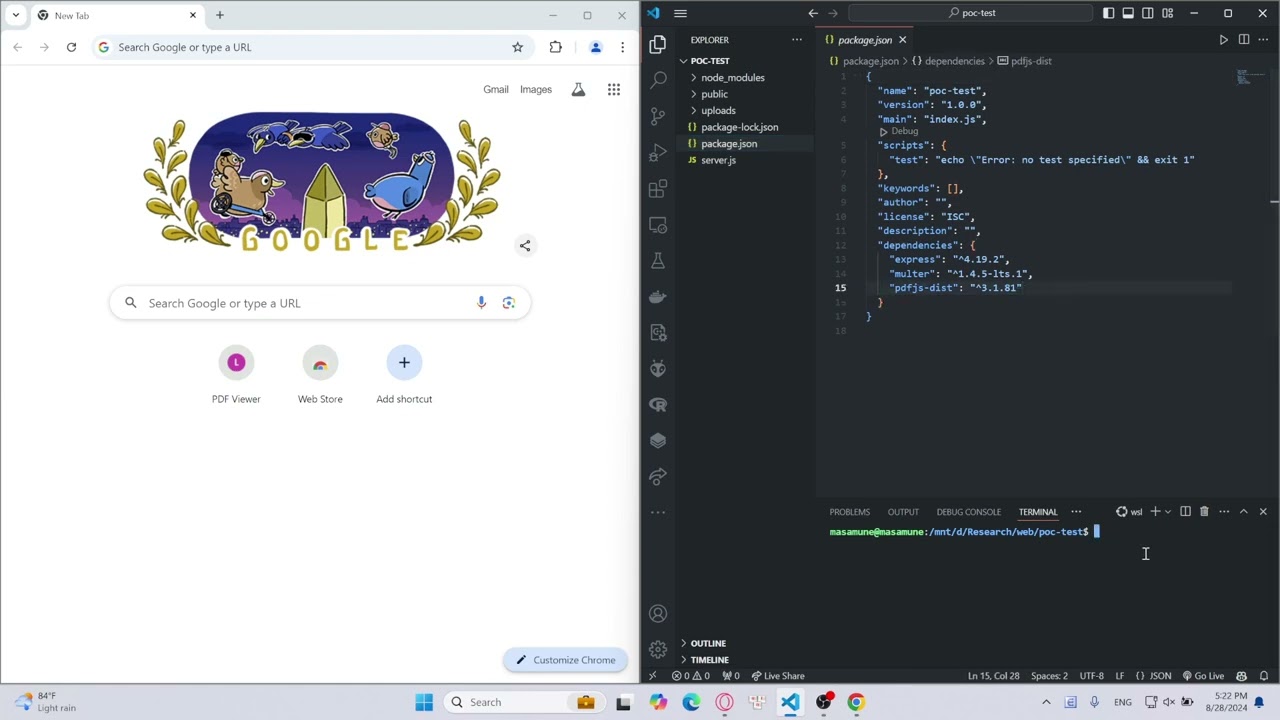 New Tab
Search Google or type a URL
Gmail Images
GOOGLE
Search Google or type a URL
L
PDF Viewer Web Store Add shortcut
Customize Chrome
poc-test
EXPLORER
POC-TEST
node_modules
public
uploads
package-lock.json
package.json
JS server.js
OUTLINE
TIMELINE
package.json
package.json > {} dependencies > pdfjs-dist
1 {
2 "name": "poc-test",
3 "version": "1.0.0",
4 "main": "index.js",
Debug
5 "scripts": {
6 "test": "echo \"Error: no test specified\" && exit 1"
7 },
8 "keywords": [],
9 "author": "",
10 "license": "ISC",
11 "description": "",
12 "dependencies": {
13 "express": "^4.19.2",
14 "multer": "^1.4.5-lts.1",
15 "pdfjs-dist": "^3.1.81"
16 }
17 }
18
PROBLEMS OUTPUT DEBUG CONSOLE TERMINAL wsl
masamune@masamune:/mnt/d/Research/web/poc-test$
0 0 0 Live Share Ln 15, Col 28 Spaces: 2 UTF-8 LF {} JSON Go Live
84°F
Light rain
Search
ENG
5:22 PM
8/28/2024